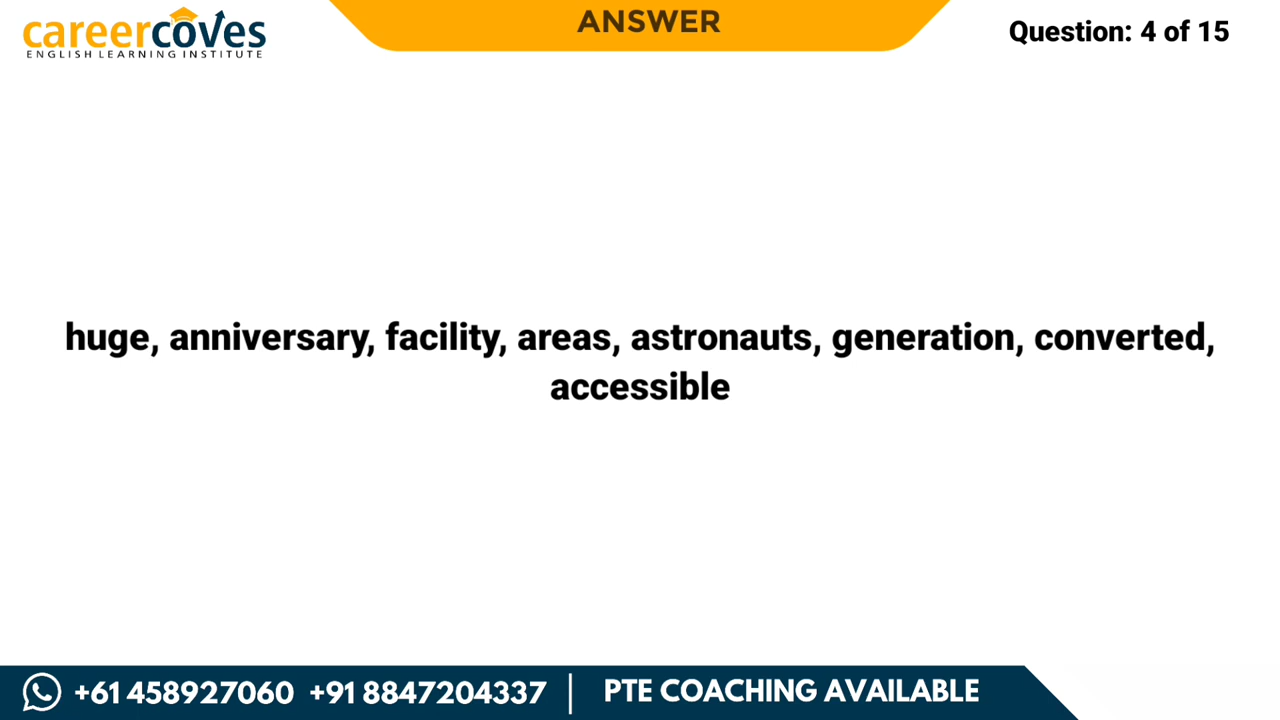 careercoves
ENGLISH LEARNING INSTITUTE
ANSWER
Question: 4 of 15
huge, anniversary, facility, areas, astronauts, generation, converted,
accessible
+61 458927060 +91 8847204337
PTE COACHING AVAILABLE